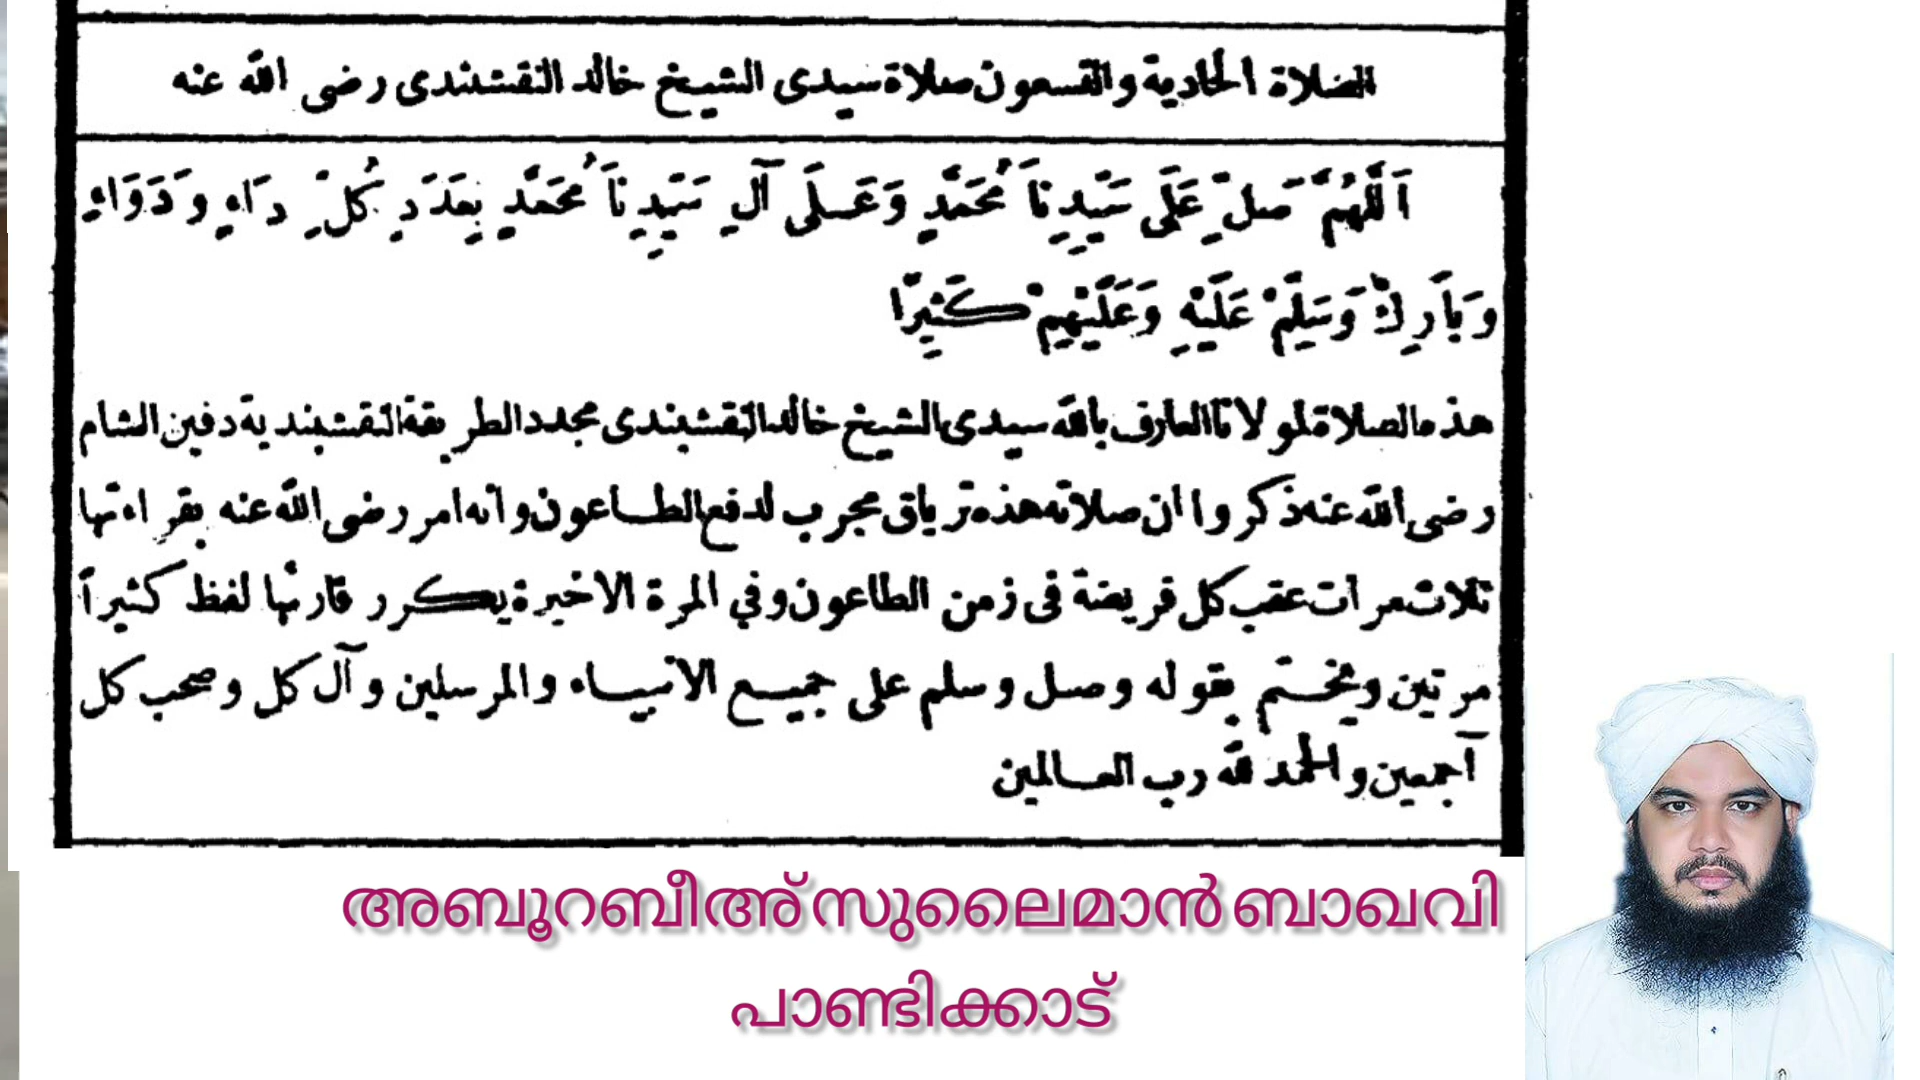 الصلاة الحادية والتسعون صلاة سيدى الشيخ خالد النقشبندى رضى الله عنه
اَللّٰهُمَّ صَلِّ عَلَى سَيِّدِنَا مُحَمَّدٍ وَعَلَى آلِ سَيِّدِنَا مُحَمَّدٍ بِعَدَدِ كُلِّ دَاءٍ وَدَوَاءٍ
وَبَارِكْ وَسَلِّمْ عَلَيْهِ وَعَلَيْهِمْ كَثِيرًا
هذه الصلاة لمولانا العارف بالله سيدى الشيخ خالد النقشبندى مجدد الطريقة النقشبندية دفين الشام
رضى الله عنه ذكروا ان صلاته هذه ترياق مجرب لدفع الطاعون وانه امر رضى الله عنه بقراءتها
ثلاث مرات عقب كل فريضة فى زمن الطاعون وفي المرة الاخيرة يكرر قارئها لفظ كثيراً
مرتين ويختم بقوله وصل وسلم على جميع الانبياء والمرسلين وآل كل وصحب كل
آجمعين والحمد لله رب العالمين
അബൂറബീഅ് സുലൈമാൻ ബാഖവി
പാണ്ടിക്കാട്